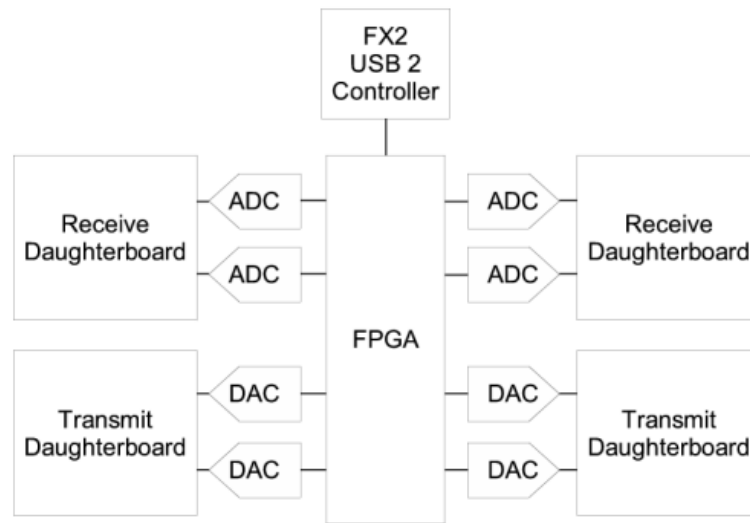 FX2
USB 2
Controller
Receive
Daughterboard
ADC
ADC
ADC
ADC
Receive
Daughterboard
FPGA
Transmit
Daughterboard
DAC
DAC
DAC
DAC
Transmit
Daughterboard